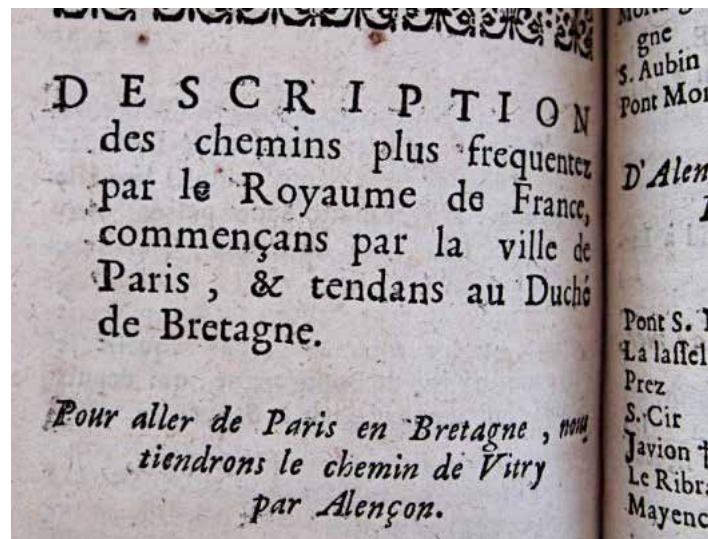 DESCRIPTION
des chemins plus frequentez
par le Royaume de France,
commençans par la ville de
Paris, & tendans au Duché
de Bretagne.
Pour aller de Paris en Bretagne, nous
tiendrons le chemin de Vitry
par Alençon.
gne
S. Aubin
Pont Mor
D'Alen
Pont S.
La lassel
Prez
S. Cir
Javion †
Le Ribra
Mayenc